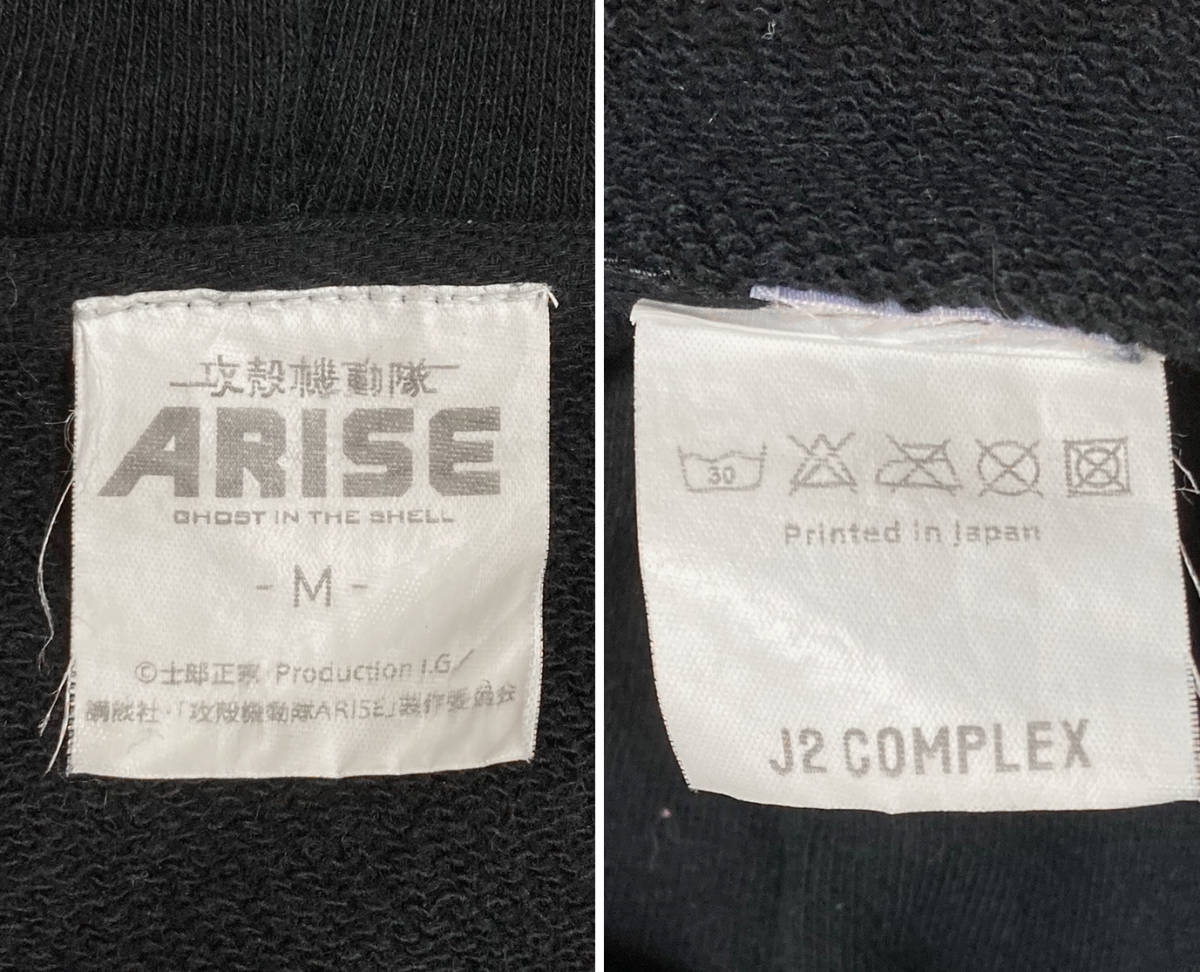 攻殻機動隊
ARISE
GHOST IN THE SHELL
- M -
©士郎正宗 Production I.G/
講談社・「攻殻機動隊ARISE」製作委員会
30
Printed in Japan
J2 COMPLEX